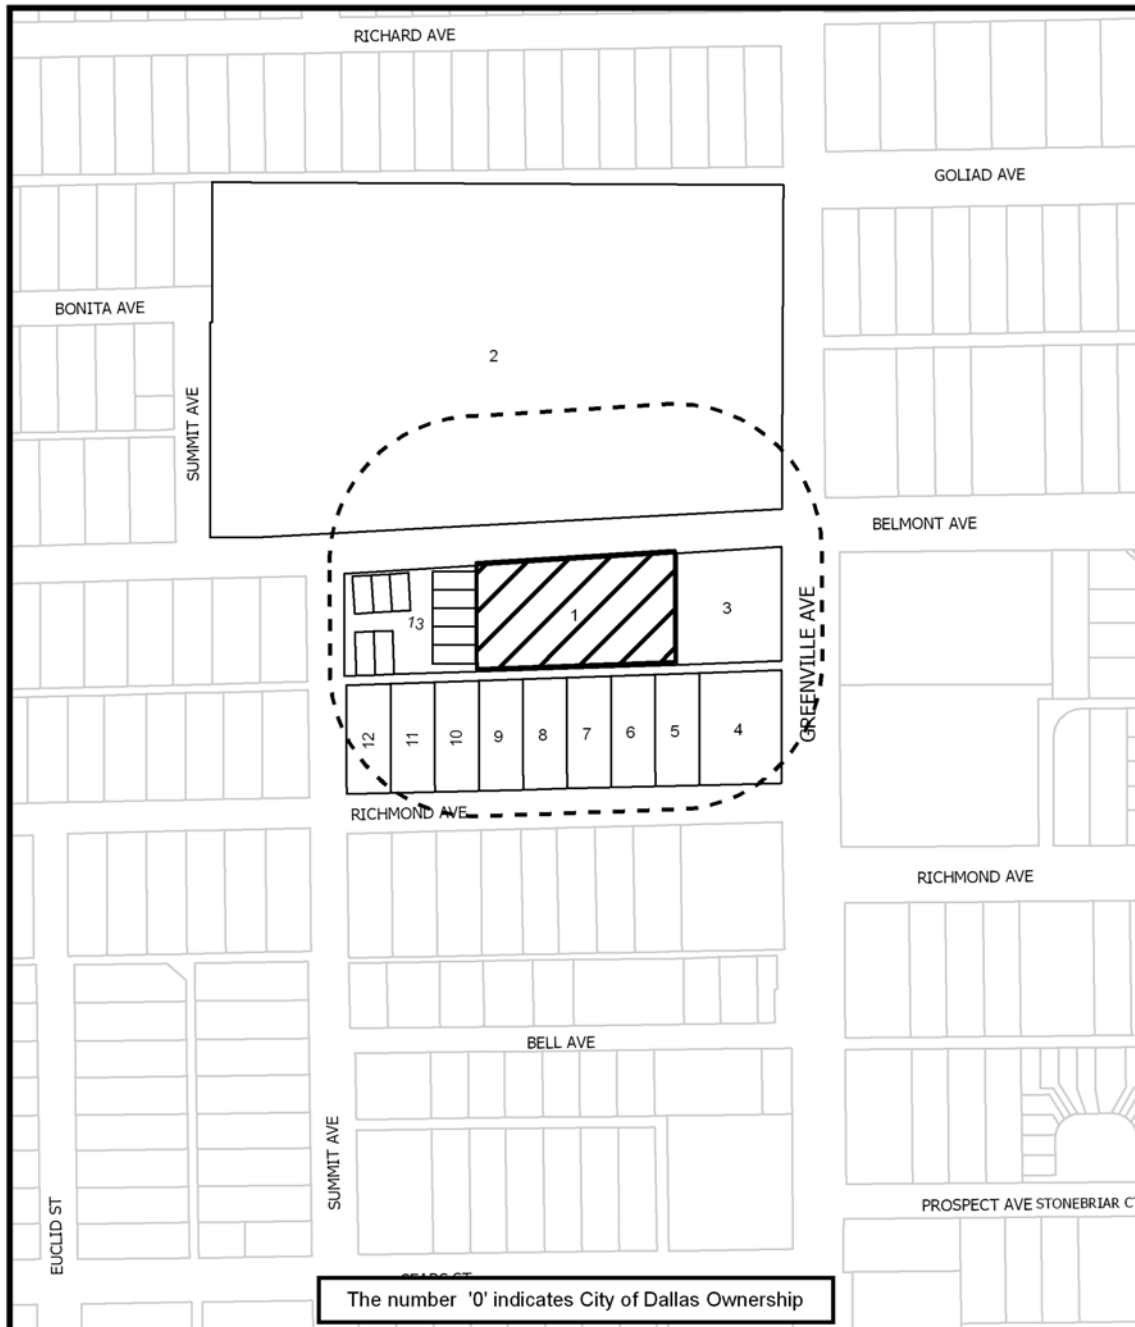 RICHARD AVE
GOLIAD AVE
BONITA AVE
2
SUMMIT AVE
BELMONT AVE
13
1
3
GREENVILLE AVE
12
11
10
9
8
7
6
5
4
RICHMOND AVE
RICHMOND AVE
BELL AVE
SUMMIT AVE
EUCLID ST
PROSPECT AVE
STONEBRIAR
The number '0' indicates City of Dallas Ownership